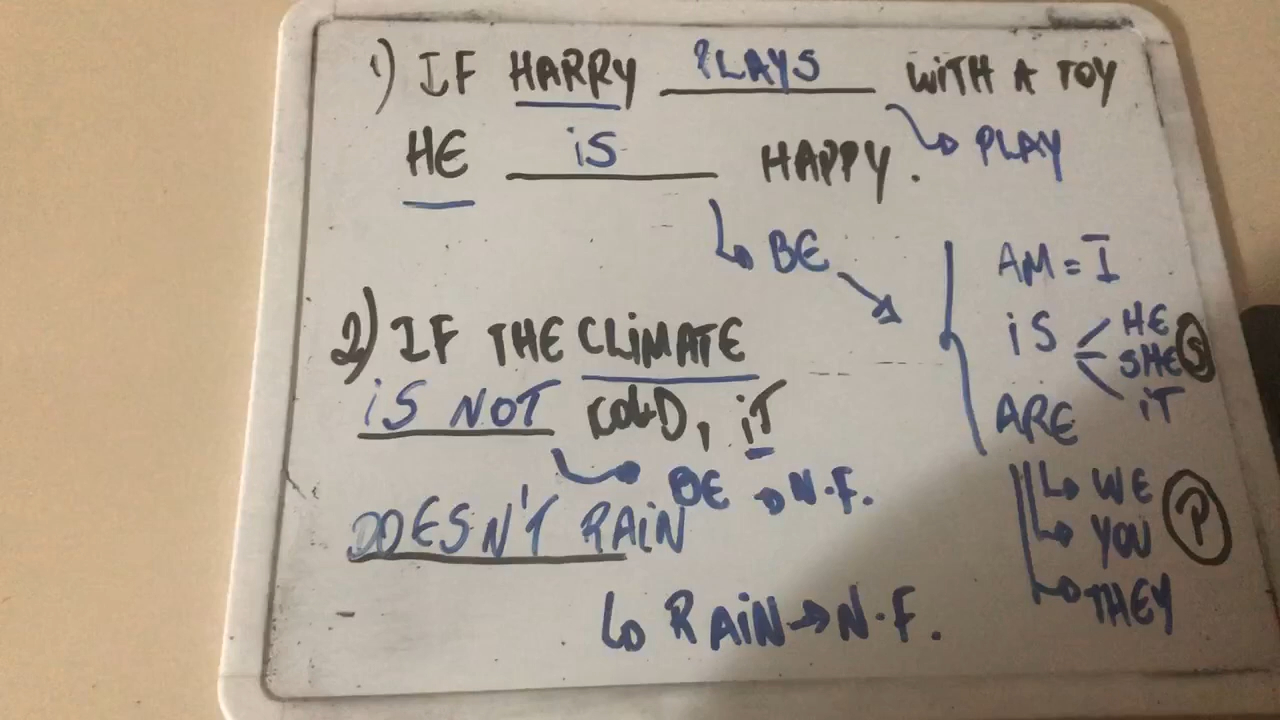 1) IF HARRY PLAYS WITH A TOY
HE iS HAPPY.
↳ PLAY
↳ BE → { AM = I
iS HE
SHE (S)
iT
ARE
↳ WE
↳ YOU (P)
↳ THEY
2) IF THE CLiMATE
iS NOT COLD, iT
↳ BE → N.F.
DOESN'T RAiN
↳ RAiN → N.F.